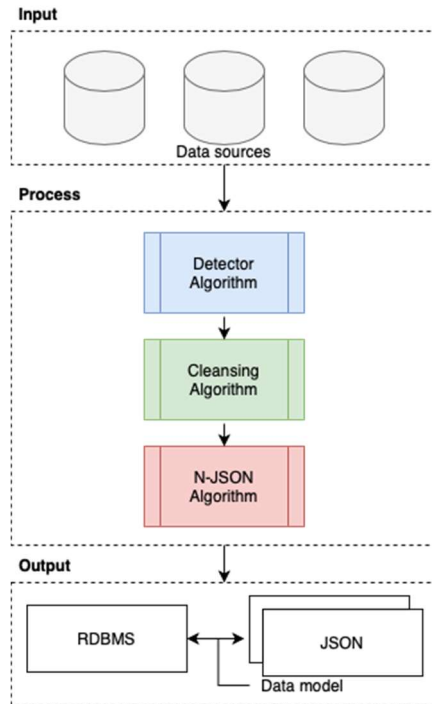 Input
Data sources
Process
Detector
Algorithm
Cleansing
Algorithm
N-JSON
Algorithm
Output
RDBMS
JSON
Data model